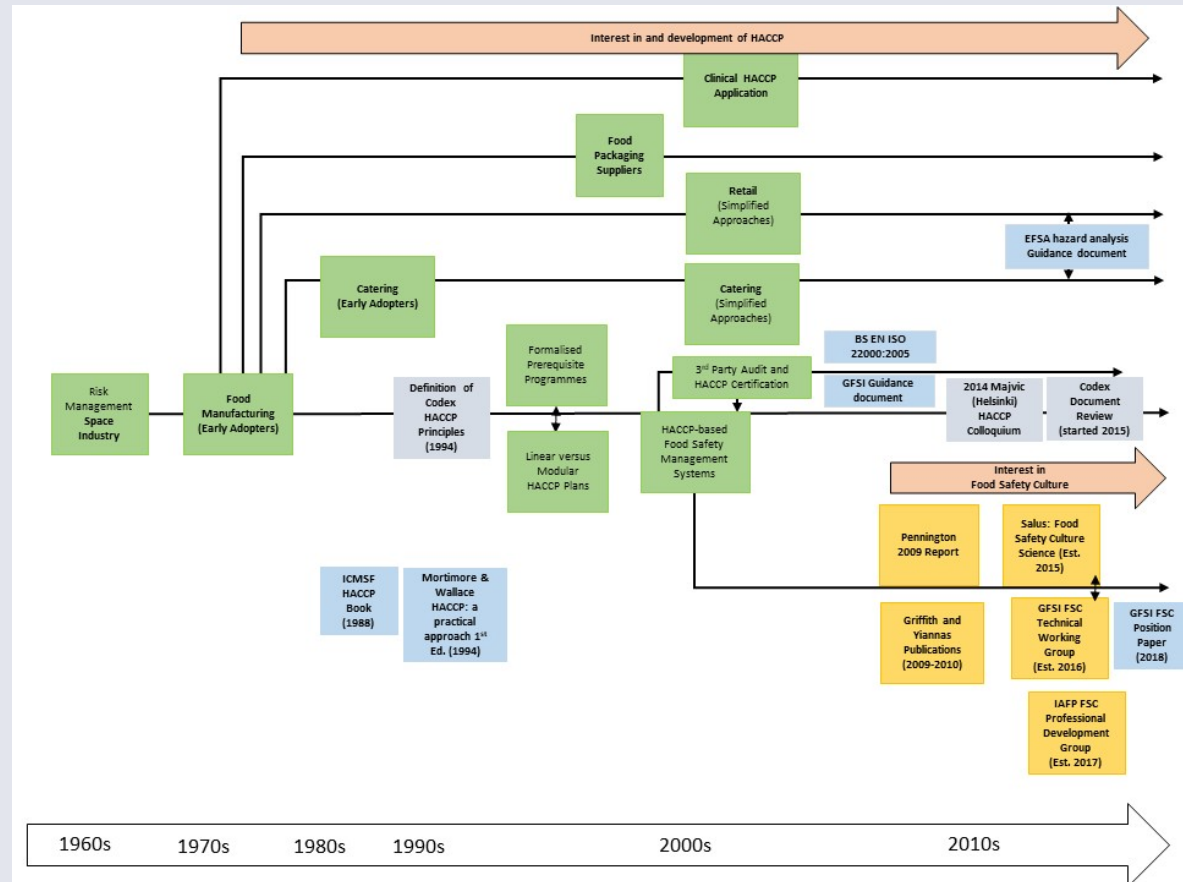 Interest in and development of HACCP
Clinical HACCP
Application
Food
Packaging
Suppliers
Retail
(Simplified
Approaches)
EFSA hazard analysis
Guidance document
Catering
(Early Adopters)
Catering
(Simplified
Approaches)
BS EN ISO
22000:2005
Formalised
Prerequisite
Programmes
3rd Party Audit and
HACCP Certification
Risk
Management
Space
Industry
Food
Manufacturing
(Early Adopters)
Definition of
Codex
HACCP
Principles
(1994)
GFSI Guidance
document
2014 Majvic
(Helsinki)
HACCP
Colloquium
Codex
Document
Review
(started 2015)
Linear versus
Modular
HACCP Plans
HACCP-based
Food Safety
Management
Systems
Interest in
Food Safety Culture
Pennington
2009 Report
Salus: Food
Safety Culture
Science (Est.
2015)
ICMSF
HACCP
Book
(1988)
Mortimore &
Wallace
HACCP: a
practical
approach 1st
Ed. (1994)
Griffith and
Yiannas
Publications
(2009-2010)
GFSI FSC
Technical
Working
Group
(Est. 2016)
GFSI FSC
Position
Paper
(2018)
IAFP FSC
Professional
Development
Group
(Est. 2017)
1960s
1970s
1980s
1990s
2000s
2010s